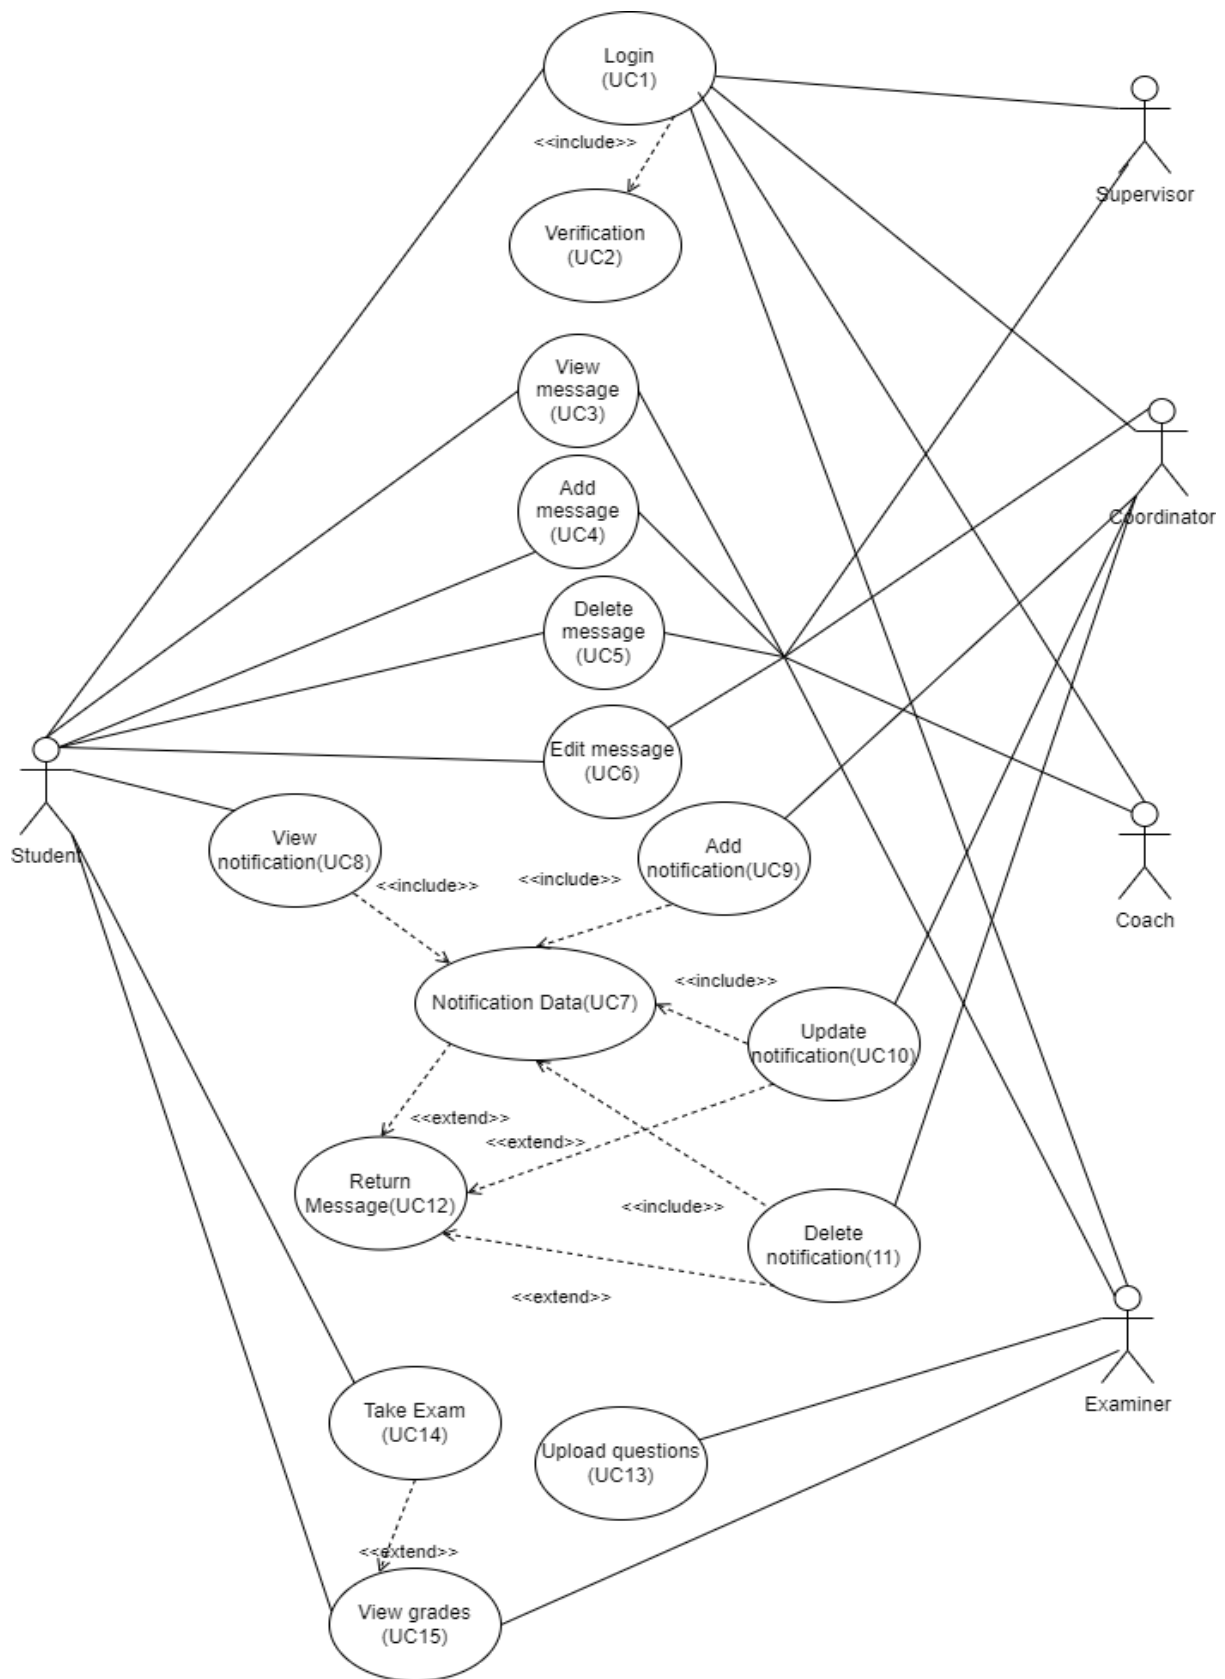 Login
(UC1)
<<include>>
Supervisor
Verification
(UC2)
View
message
(UC3)
Add
message
(UC4)
Coordinator
Delete
message
(UC5)
Edit message
(UC6)
Student
View
notification(UC8)
Add
notification(UC9)
<<include>>
<<include>>
Coach
Notification Data(UC7)
<<include>>
Update
notification(UC10)
<<extend>>
<<extend>>
Return
Message(UC12)
<<include>>
Delete
notification(11)
<<extend>>
Examiner
Take Exam
(UC14)
Upload questions
(UC13)
<<extend>>
View grades
(UC15)